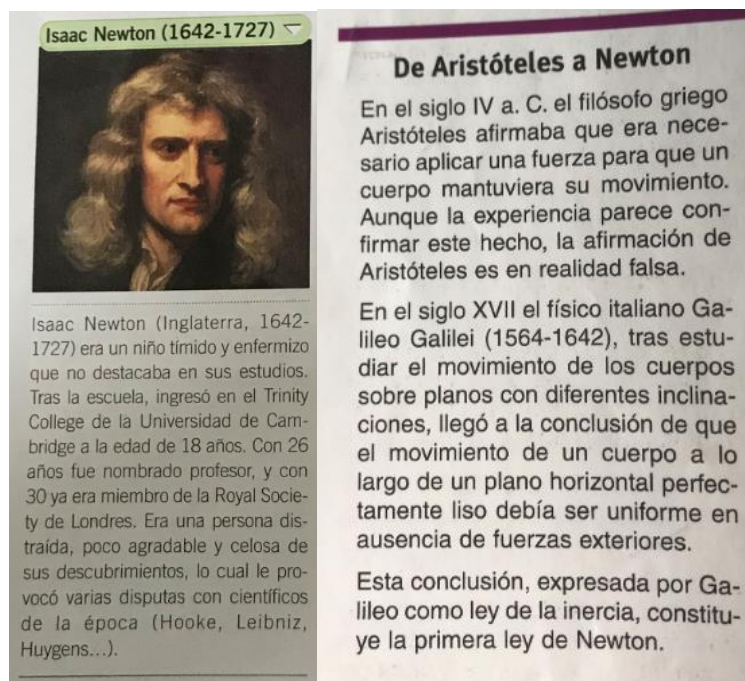 Isaac Newton (1642-1727)
Isaac Newton (Inglaterra, 1642-
1727) era un niño tímido y enfermizo
que no destacaba en sus estudios.
Tras la escuela, ingresó en el Trinity
College de la Universidad de Cam-
bridge a la edad de 18 años. Con 26
años fue nombrado profesor, y con
30 ya era miembro de la Royal Socie-
ty de Londres. Era una persona dis-
traída, poco agradable y celosa de
sus descubrimientos, lo cual le pro-
vocó varias disputas con científicos
de la época (Hooke, Leibniz,
Huygens...).
De Aristóteles a Newton
En el siglo IV a. C. el filósofo griego
Aristóteles afirmaba que era nece-
sario aplicar una fuerza para que un
cuerpo mantuviera su movimiento.
Aunque la experiencia parece con-
firmar este hecho, la afirmación de
Aristóteles es en realidad falsa.
En el siglo XVII el físico italiano Ga-
lileo Galilei (1564-1642), tras estu-
diar el movimiento de los cuerpos
sobre planos con diferentes inclina-
ciones, llegó a la conclusión de que
el movimiento de un cuerpo a lo
largo de un plano horizontal perfec-
tamente liso debía ser uniforme en
ausencia de fuerzas exteriores.
Esta conclusión, expresada por Ga-
lileo como ley de la inercia, constitu-
ye la primera ley de Newton.